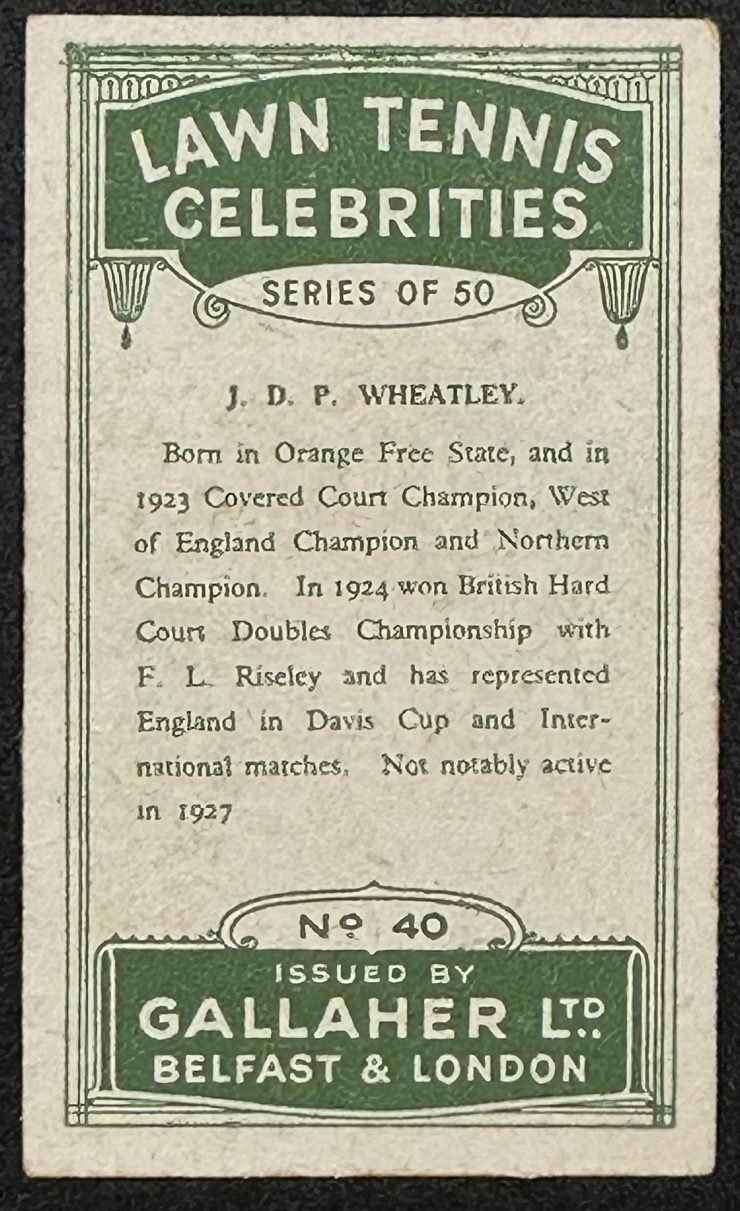 LAWN TENNIS
CELEBRITIES
SERIES OF 50
J. D. P. WHEATLEY.
Born in Orange Free State, and in
1923 Covered Court Champion, West
of England Champion and Northern
Champion. In 1924 won British Hard
Court Doubles Championship with
F. L. Riseley and has represented
England in Davis Cup and Inter-
national matches. Not notably active
in 1927
Nº 40
ISSUED BY
GALLAHER LTD.
BELFAST & LONDON